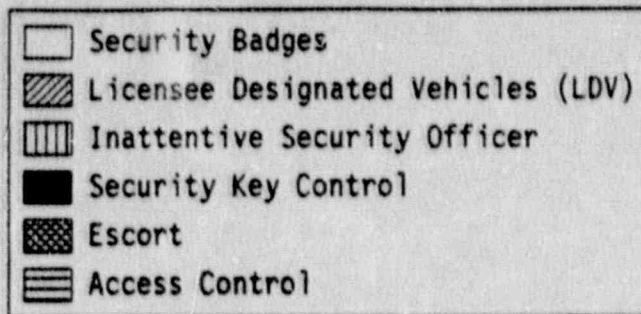 Security Badges
Licensee Designated Vehicles (LDV)
Inattentive Security Officer
Security Key Control
Escort
Access Control